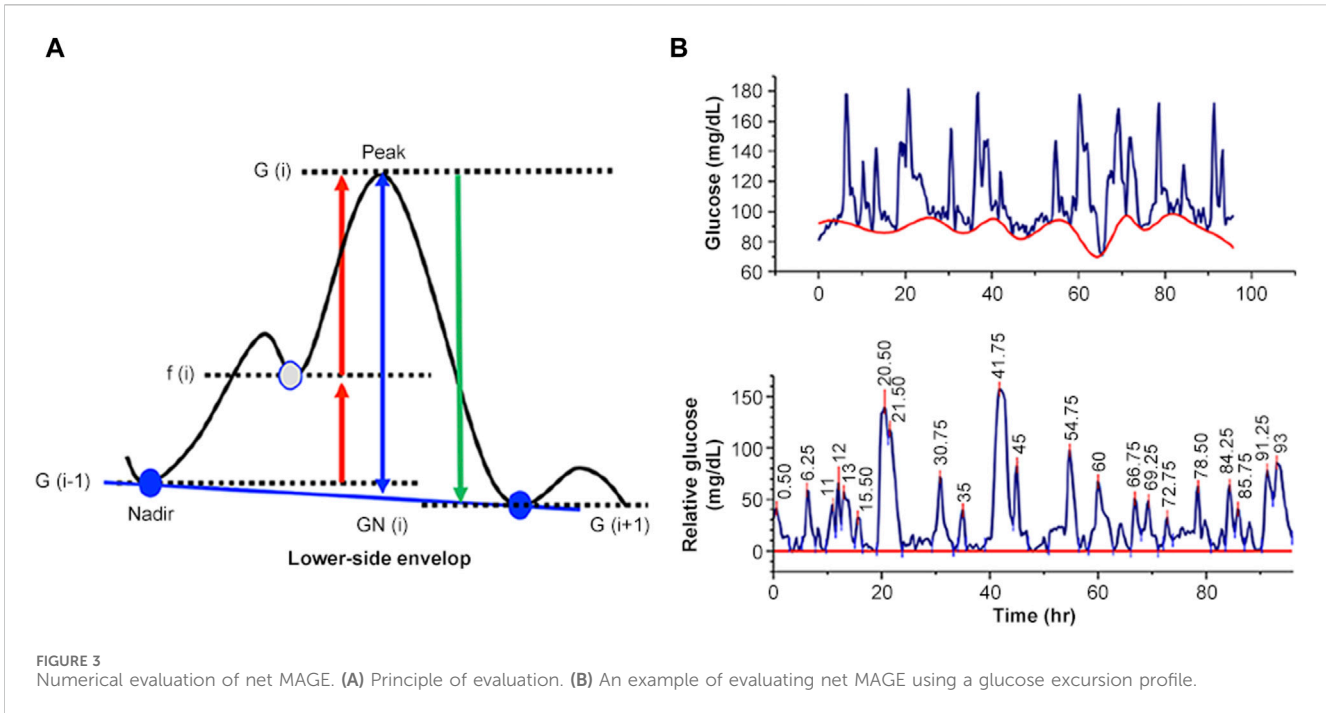 A
Peak
G (i)
f (i)
G (i-1)
Nadir
GN (i)
G (i+1)
Lower-side envelop
B
Glucose (mg/dL)
180
160
140
120
100
80
60
0 20 40 60 80 100
Relative glucose
(mg/dL)
150
100
50
0
0.50
6.25
11
12
13
15.50
20.50
21.50
30.75
35
41.75
45
54.75
60
66.75
69.25
72.75
78.50
84.25
85.75
91.25
93
0 20 40 60 80
Time (hr)
FIGURE 3
Numerical evaluation of net MAGE. (A) Principle of evaluation. (B) An example of evaluating net MAGE using a glucose excursion profile.